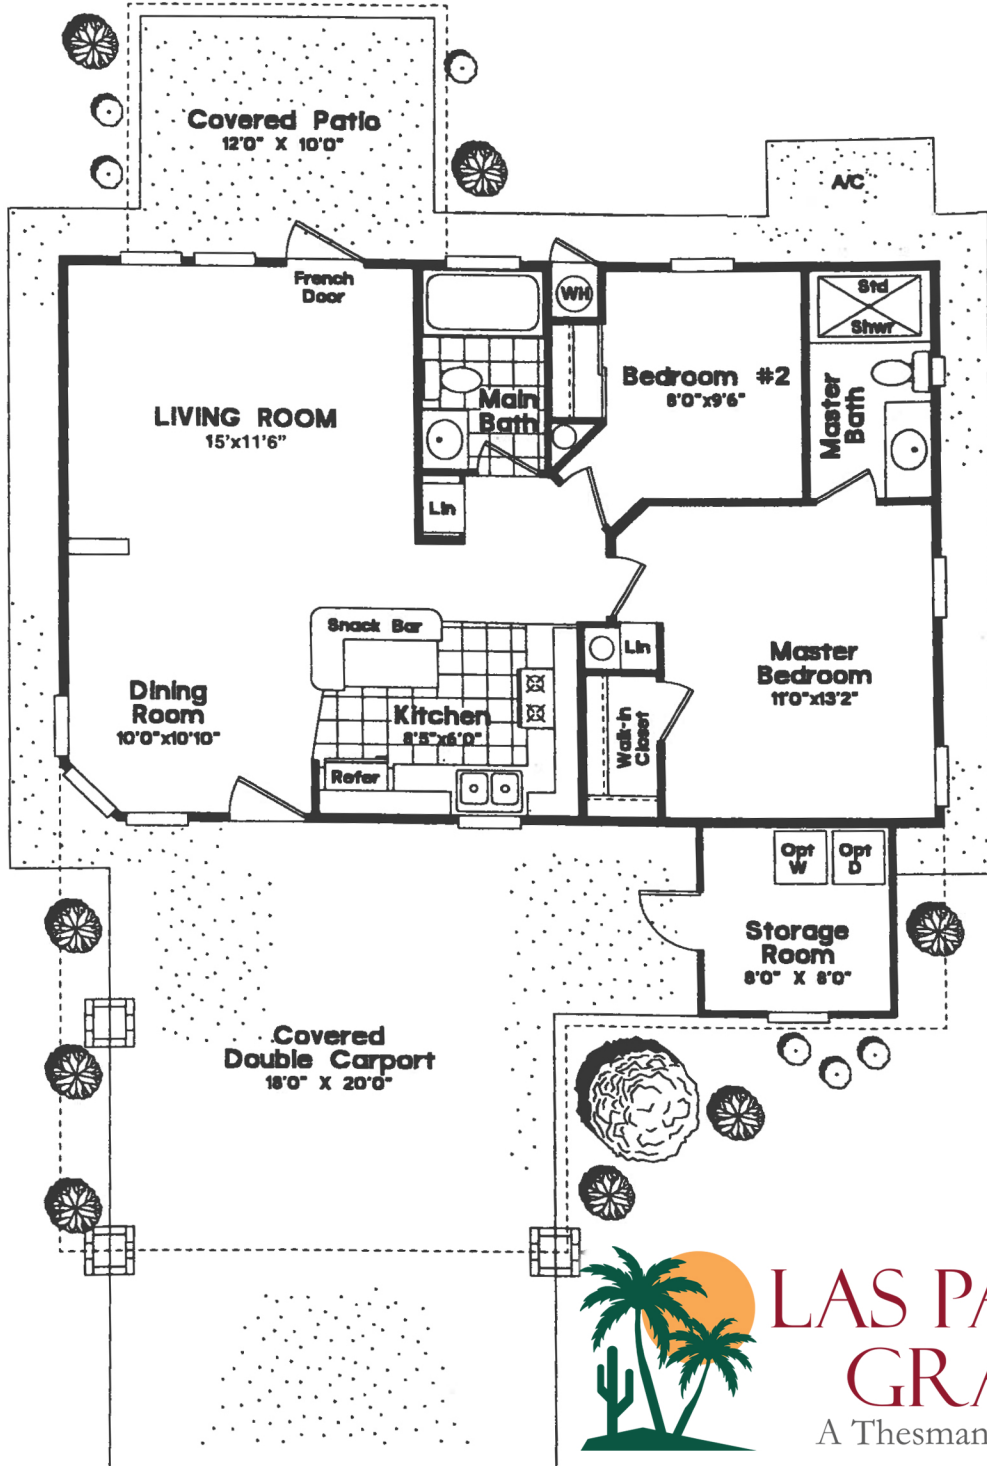 Covered Patio
12'0" X 10'0"
A/C
French
Door
WH
Std
Shwr
Bedroom #2
8'0"x9'6"
Main
Bath
Master
Bath
LIVING ROOM
15'x11'6"
Lin
Snack Bar
Lin
Master
Bedroom
11'0"x13'2"
Dining
Room
10'0"x10'10"
Kitchen
8'5"x6'0"
Walk-in
Closet
Refer
Opt
W
Opt
D
Storage
Room
8'0" X 8'0"
Covered
Double Carport
18'0" X 20'0"
LAS PA
GRA
A Thesman